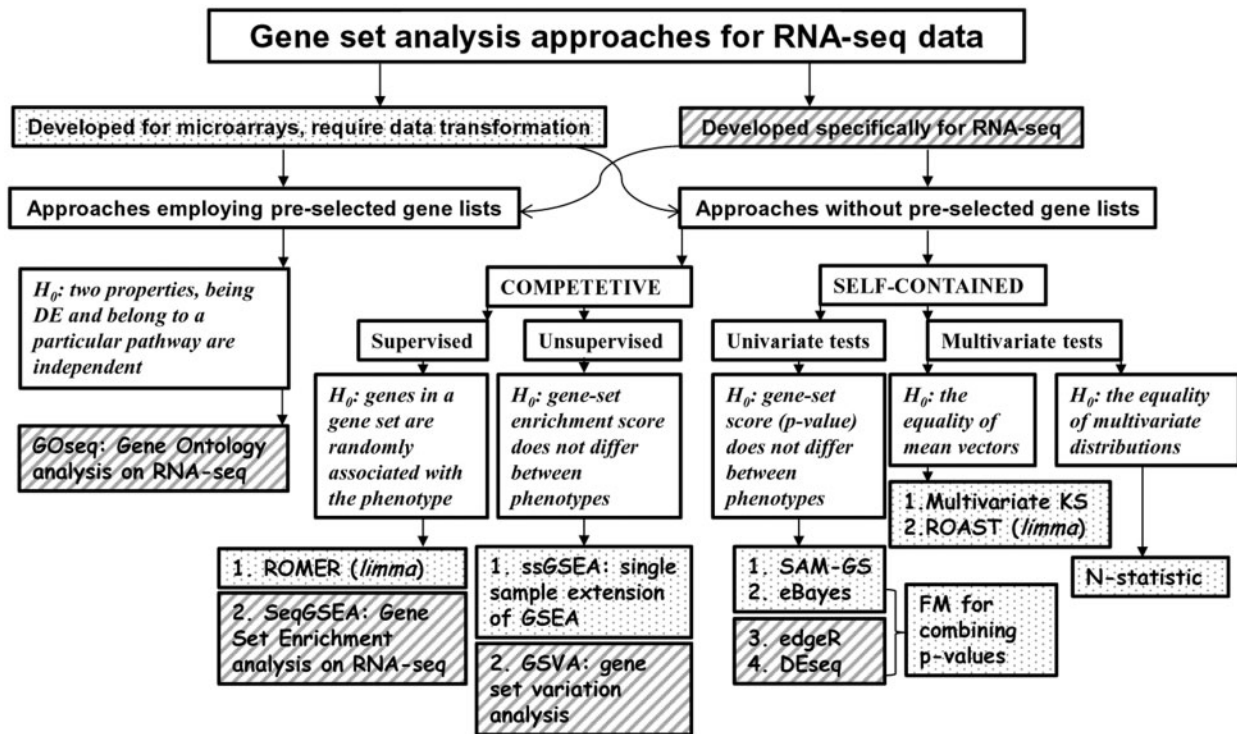 Gene set analysis approaches for RNA-seq data
Developed for microarrays, require data transformation
Developed specifically for RNA-seq
Approaches employing pre-selected gene lists
Approaches without pre-selected gene lists
H0: two properties, being
DE and belong to a
particular pathway are
independent
GOseq: Gene Ontology
analysis on RNA-seq
COMPETETIVE
SELF-CONTAINED
Supervised
Unsupervised
Univariate tests
Multivariate tests
H0: genes in a
gene set are
randomly
associated with
the phenotype
H0: gene-set
enrichment score
does not differ
between
phenotypes
H0: gene-set
score (p-value)
does not differ
between
phenotypes
H0: the
equality of
mean vectors
H0: the equality
of multivariate
distributions
1. ROMER (limma)
2. SeqGSEA: Gene
Set Enrichment
analysis on RNA-seq
1. ssGSEA: single
sample extension
of GSEA
2. GSVA: gene
set variation
analysis
1. SAM-GS
2. eBayes
3. edgeR
4. DEseq
FM for
combining
p-values
1.Multivariate KS
2.ROAST (limma)
N-statistic